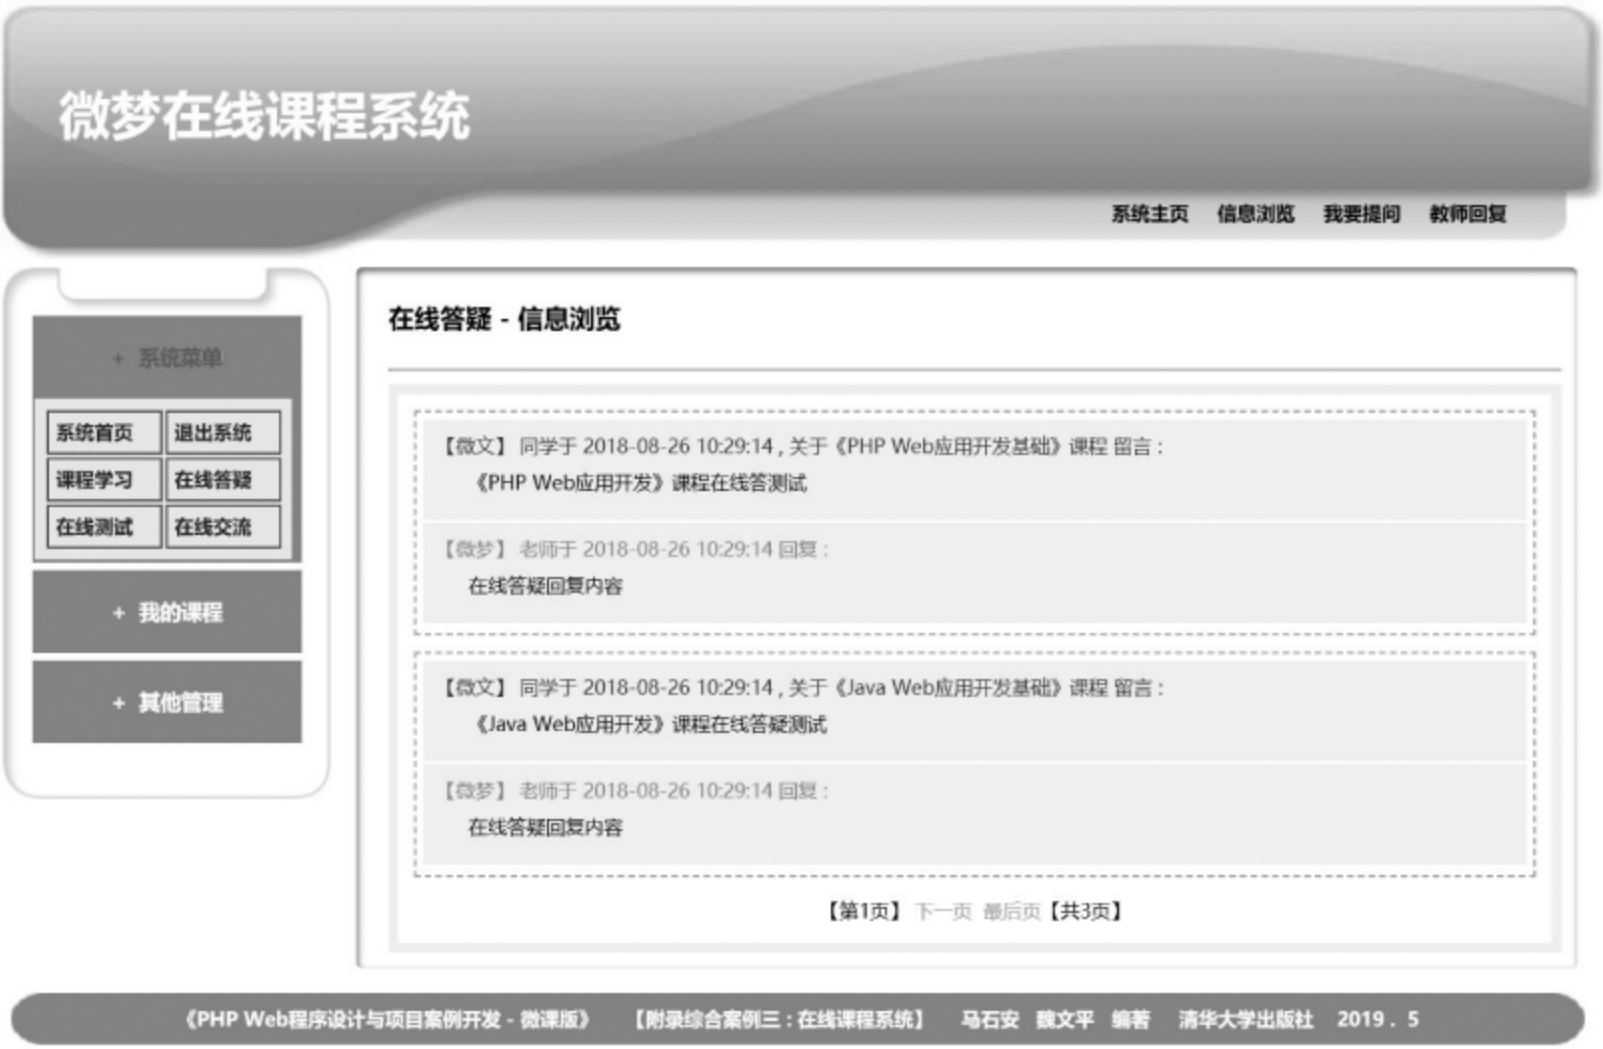 微梦在线课程系统
系统主页 信息浏览 我要提问 教师回复
+ 系统菜单
系统首页 退出系统
课程学习 在线答疑
在线测试 在线交流
+ 我的课程
+ 其他管理
在线答疑 - 信息浏览
【微文】 同学于 2018-08-26 10:29:14 , 关于《PHP Web应用开发基础》课程 留言 :
《PHP Web应用开发》课程在线答测试
【微梦】 老师于 2018-08-26 10:29:14 回复 :
在线答疑回复内容
【微文】 同学于 2018-08-26 10:29:14 , 关于《Java Web应用开发基础》课程 留言 :
《Java Web应用开发》课程在线答疑测试
【微梦】 老师于 2018-08-26 10:29:14 回复 :
在线答疑回复内容
【第1页】 下一页 最后页【共3页】
《PHP Web程序设计与项目案例开发 - 微课版》 【附录综合案例三 : 在线课程系统】 马石安 魏文平 编著 清华大学出版社 2019 . 5